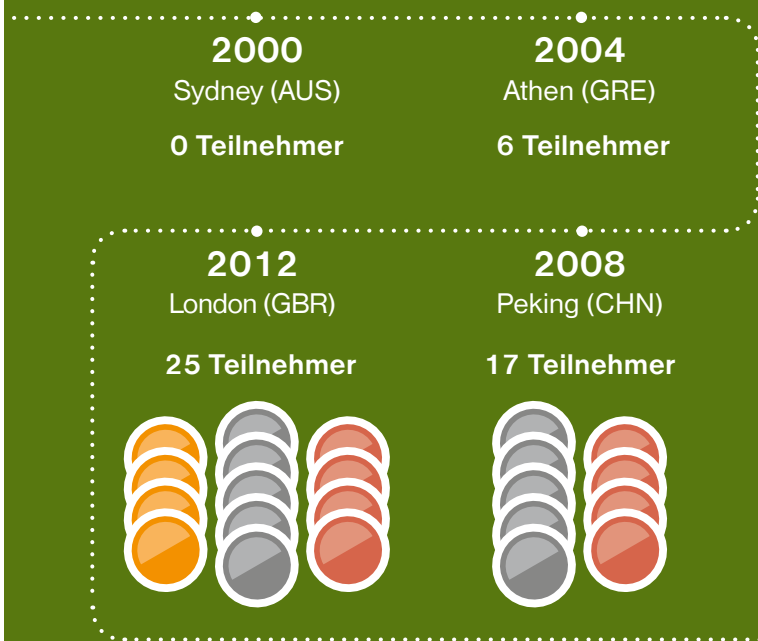 2000
Sydney (AUS)
0 Teilnehmer
2004
Athen (GRE)
6 Teilnehmer
2012
London (GBR)
25 Teilnehmer
2008
Peking (CHN)
17 Teilnehmer